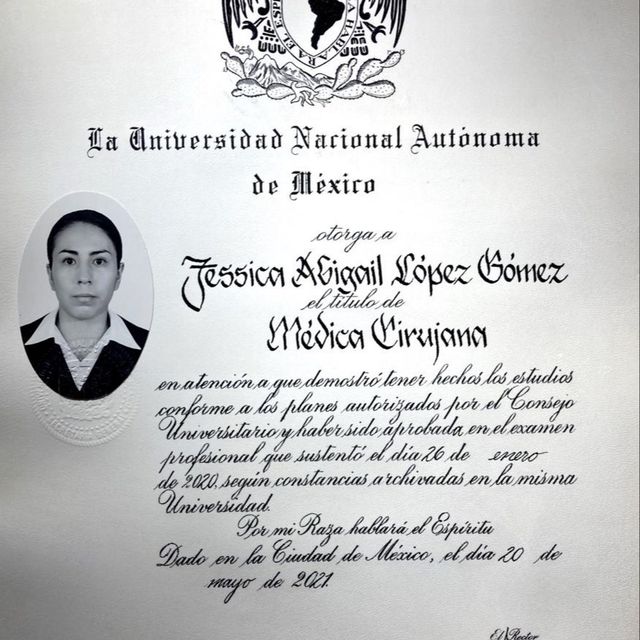 HABLARA EL ESP
La Universidad Nacional Autónoma
de México
otorga a
Jessica Abigail López Gómez
el título de
Médica Cirujana
en atención a que demostró tener hechos los estudios
conforme a los planes autorizados por el Consejo
Universitario y haber sido aprobada en el examen
profesional que sustentó el día 26 de enero
de 2020, según constancias archivadas en la misma
Universidad.
Por mi Raza hablará el Espíritu
Dado en la Ciudad de México, el día 20 de
mayo de 2021.
El Rector